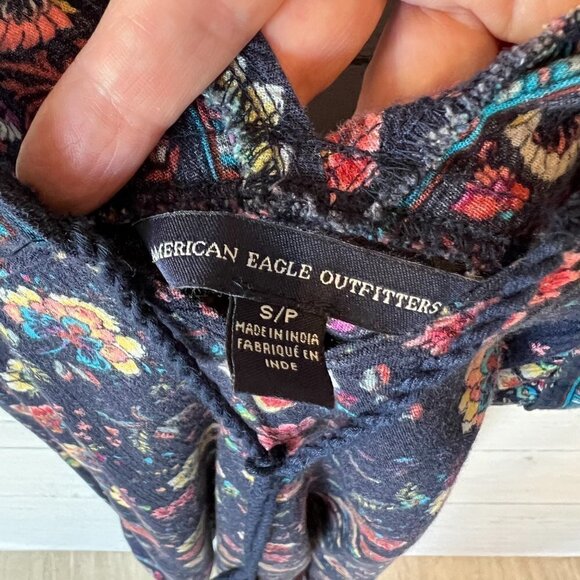 AMERICAN EAGLE OUTFITTERS
S/P
MADE IN INDIA
FABRIQUÉ EN
INDE